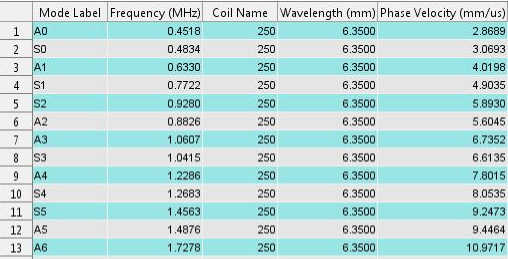 Mode Label Frequency (MHz) Coil Name Wavelength (mm) Phase Velocity (mm/us)
1 A0 0.4518 250 6.3500 2.8689
2 S0 0.4834 250 6.3500 3.0693
3 A1 0.6330 250 6.3500 4.0198
4 S1 0.7722 250 6.3500 4.9035
5 S2 0.9280 250 6.3500 5.8930
6 A2 0.8826 250 6.3500 5.6045
7 A3 1.0607 250 6.3500 6.7352
8 S3 1.0415 250 6.3500 6.6135
9 A4 1.2286 250 6.3500 7.8015
10 S4 1.2683 250 6.3500 8.0535
11 S5 1.4563 250 6.3500 9.2473
12 A5 1.4876 250 6.3500 9.4464
13 A6 1.7278 250 6.3500 10.9717